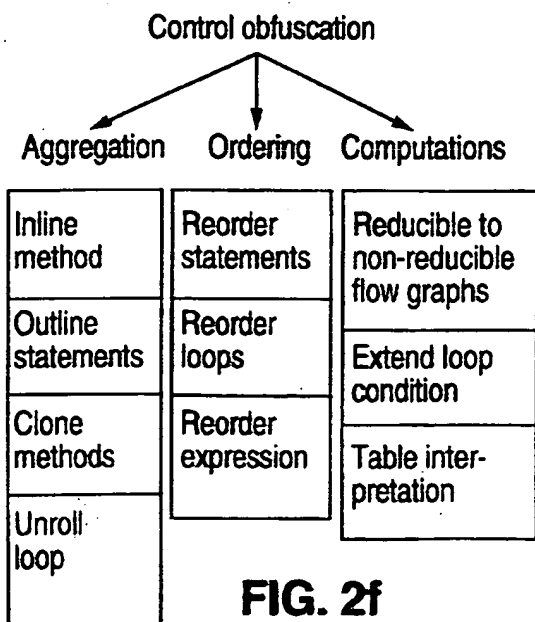 Control obfuscation
Aggregation
Ordering
Computations
Inline
method
Outline
statements
Clone
methods
Unroll
loop
Reorder
statements
Reorder
loops
Reorder
expression
Reducible to
non-reducible
flow graphs
Extend loop
condition
Table inter-
pretation
FIG. 2f